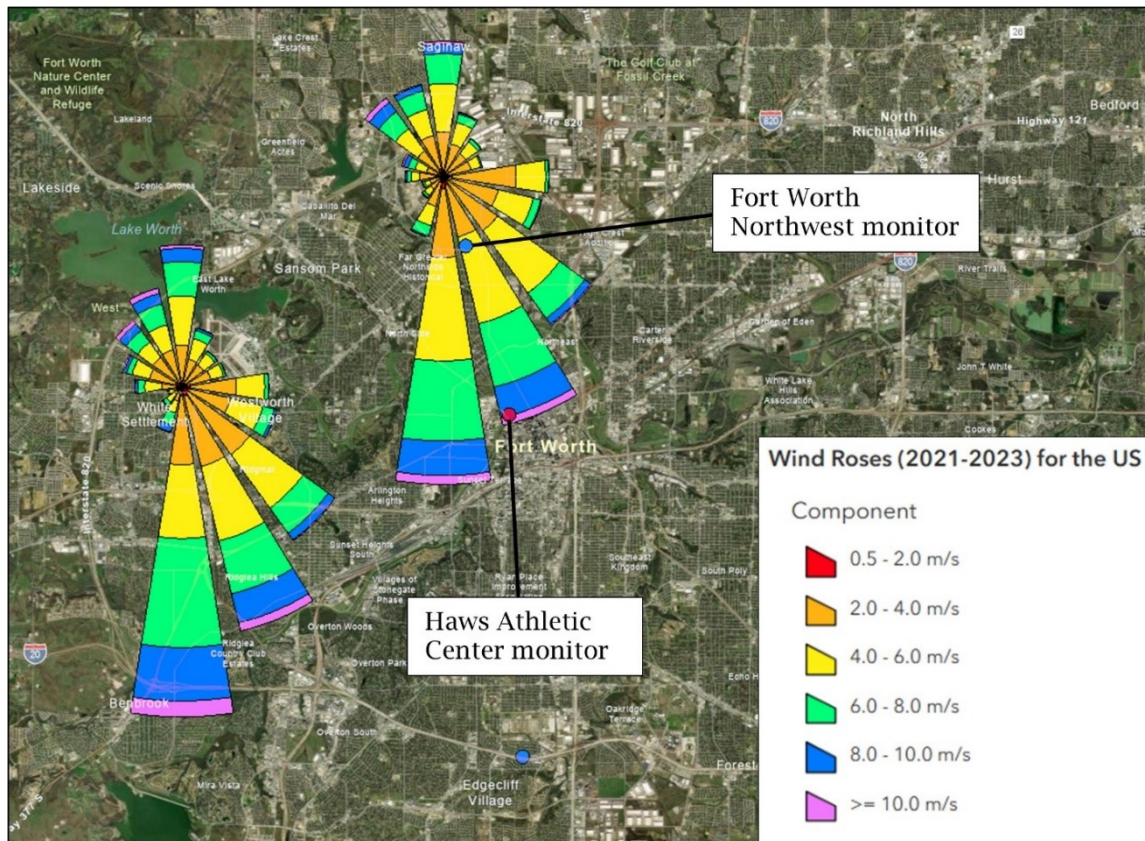 Lake Crest
Estates
Saginaw
The Golf Club at
Fossil Creek
26
Fort Worth
Nature Center
and Wildlife
Refuge
Lakeland
Interstate 820
820
North
Richland Hills
Highway 121
Bedford
Greenfield
Acres
Lakeside
Scenic Shores
Hurst
Lake Worth
Fort Worth
Northwest monitor
Sansom Park
Far Greater
Northside
Historical
820
River Trails
East Lake
Worth
West
North Side
Northeast
Carter
Riverside
Garden of Eden
John T White
White Lake
Hills
Association
White
Settlement
Westworth
Village
Cookes
Fort Worth
Ridgmar
Sunset Terrace
Arlington
Heights
Interstate 820
Sunset Heights
South
Southeast
Kingdom
South Poly
Ridglea Hills
Villages of
Stonegate
Phase
Haws Athletic
Center monitor
Overton Woods
20
Ridglea
Country Club
Estates
Overton Park
Echo H
Benbrook
Oakridge
Terrace
Overton South
Forest
Mira Vista
Edgecliff
Village
ay 377 S
Wind Roses (2021-2023) for the US
Component
0.5 - 2.0 m/s
2.0 - 4.0 m/s
4.0 - 6.0 m/s
6.0 - 8.0 m/s
8.0 - 10.0 m/s
>= 10.0 m/s